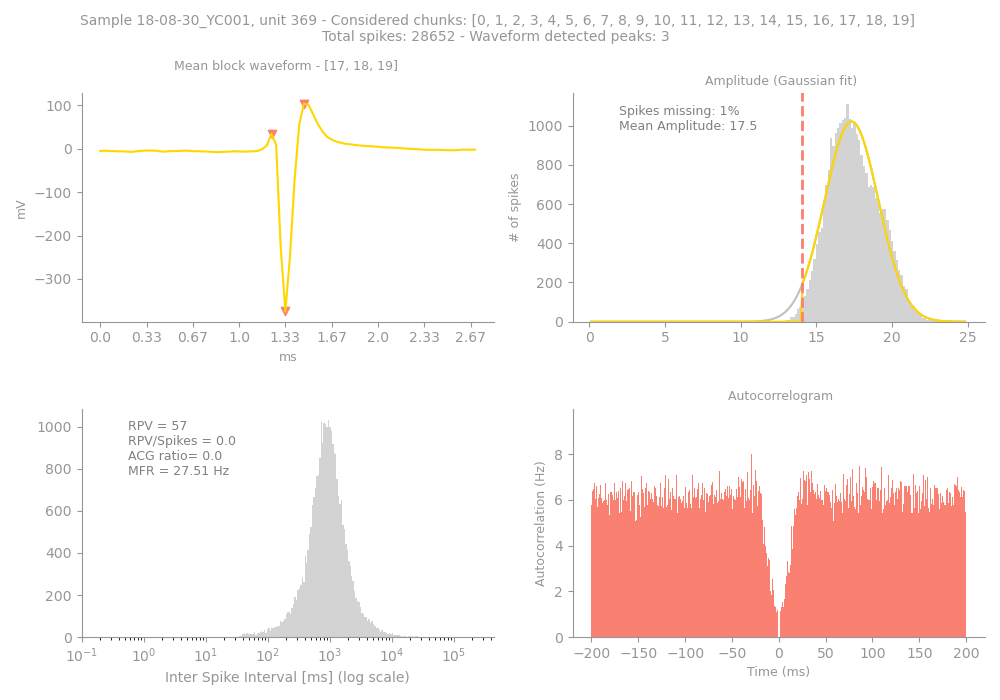 Sample 18-08-30_YC001, unit 369 - Considered chunks: [0, 1, 2, 3, 4, 5, 6, 7, 8, 9, 10, 11, 12, 13, 14, 15, 16, 17, 18, 19]
Total spikes: 28652 - Waveform detected peaks: 3
Mean block waveform - [17, 18, 19]
100
0
−100
−200
−300
mV
0.0 0.33 0.67 1.0 1.33 1.67 2.0 2.33 2.67
ms
Amplitude (Gaussian fit)
Spikes missing: 1%
Mean Amplitude: 17.5
1000
800
600
400
200
0
# of spikes
0 5 10 15 20 25
RPV = 57
RPV/Spikes = 0.0
ACG ratio= 0.0
MFR = 27.51 Hz
1000
800
600
400
200
0
10⁻¹ 10⁰ 10¹ 10² 10³ 10⁴ 10⁵
Inter Spike Interval [ms] (log scale)
Autocorrelogram
8
6
4
2
0
Autocorrelation (Hz)
−200 −150 −100 −50 0 50 100 150 200
Time (ms)